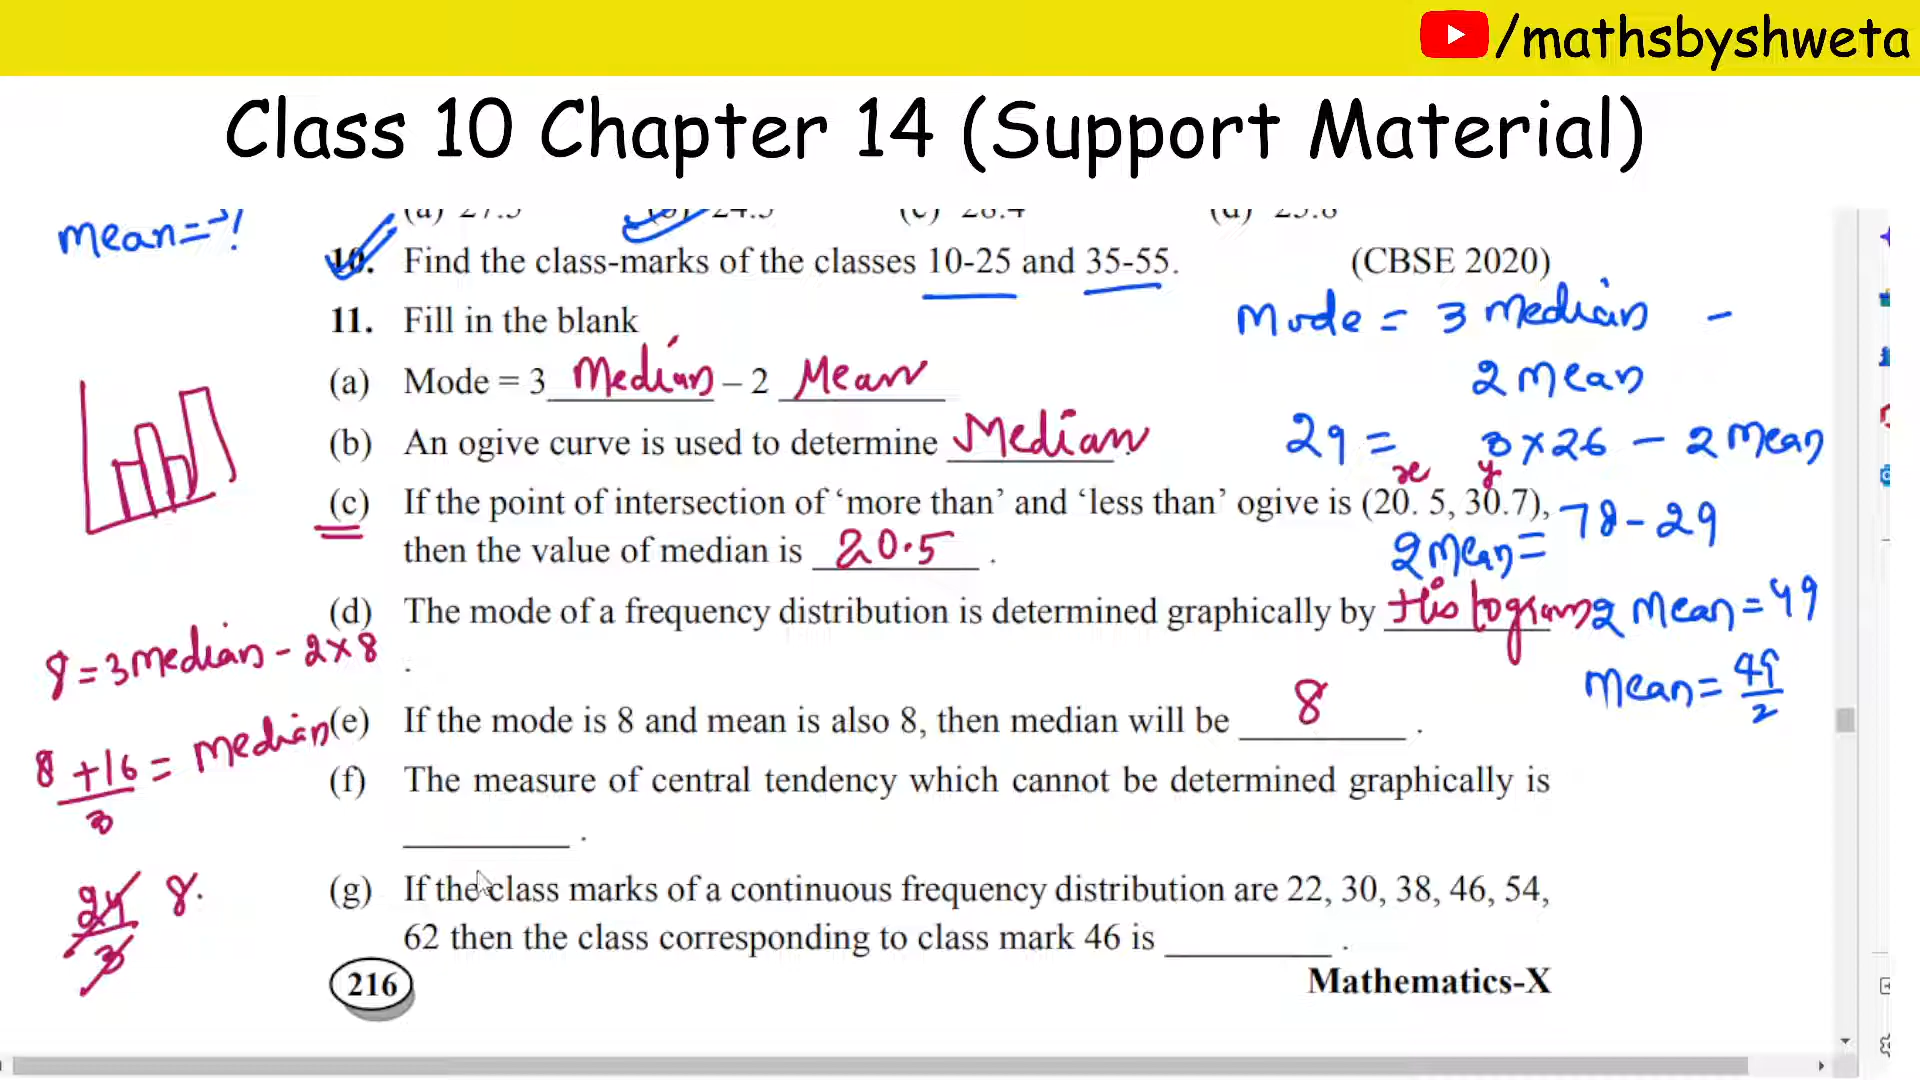 /mathsbyshweta
Class 10 Chapter 14 (Support Material)
mean=?
10. Find the class-marks of the classes 10-25 and 35-55. (CBSE 2020)
11. Fill in the blank
(a) Mode = 3 Median – 2 Mean
(b) An ogive curve is used to determine Median .
(c) If the point of intersection of ‘more than’ and ‘less than’ ogive is (20. 5, 30.7),
then the value of median is 20.5 .
(d) The mode of a frequency distribution is determined graphically by Histogram
.
(e) If the mode is 8 and mean is also 8, then median will be 8 .
(f) The measure of central tendency which cannot be determined graphically is
.
(g) If the class marks of a continuous frequency distribution are 22, 30, 38, 46, 54,
62 then the class corresponding to class mark 46 is .
216 Mathematics-X
Mode = 3 Median -
2 Mean
29 = 3×26 - 2 Mean
x y
2 Mean = 78-29
2 Mean = 49
Mean = 49
2
8 = 3 Median - 2×8
8+16 = Median
3
24 8.
3